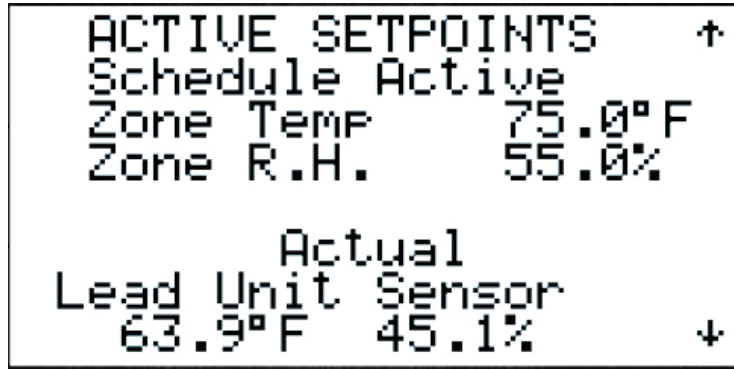 ACTIVE SETPOINTS ↑
Schedule Active
Zone Temp 75.0°F
Zone R.H. 55.0%
Actual
Lead Unit Sensor
63.9°F 45.1% ↓